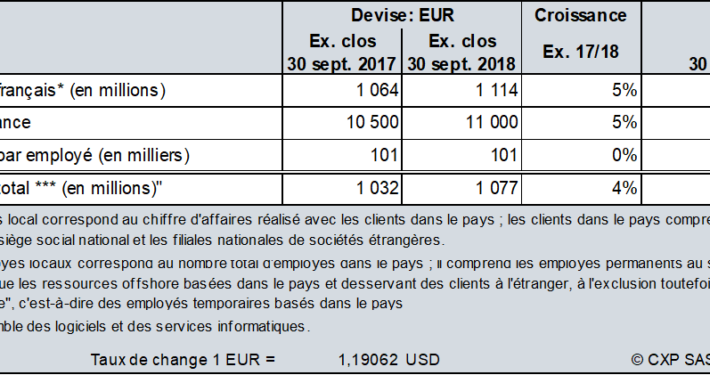 Devise: EUR Croissance
Ex. clos Ex. clos Ex. 17/18
30 sept. 2017 30 sept. 2018 30
rançais* (en millions) 1 064 1 114 5%
ance 10 500 11 000 5%
par employé (en milliers) 101 101 0%
total *** (en millions)" 1 032 1 077 4%
s local correspond au chiffre d'affaires réalisé avec les clients dans le pays ; les clients dans le pays compre
siège social national et les filiales nationales de sociétés étrangères.
oyés locaux correspond au nombre total d'employés dans le pays ; il comprend les employés permanents au s
ue les ressources offshore basées dans le pays et desservant des clients à l'étranger, à l'exclusion toutefoi
e", c'est-à-dire des employés temporaires basés dans le pays
mble des logiciels et des services informatiques.
Taux de change 1 EUR = 1,19062 USD © CXP SAS